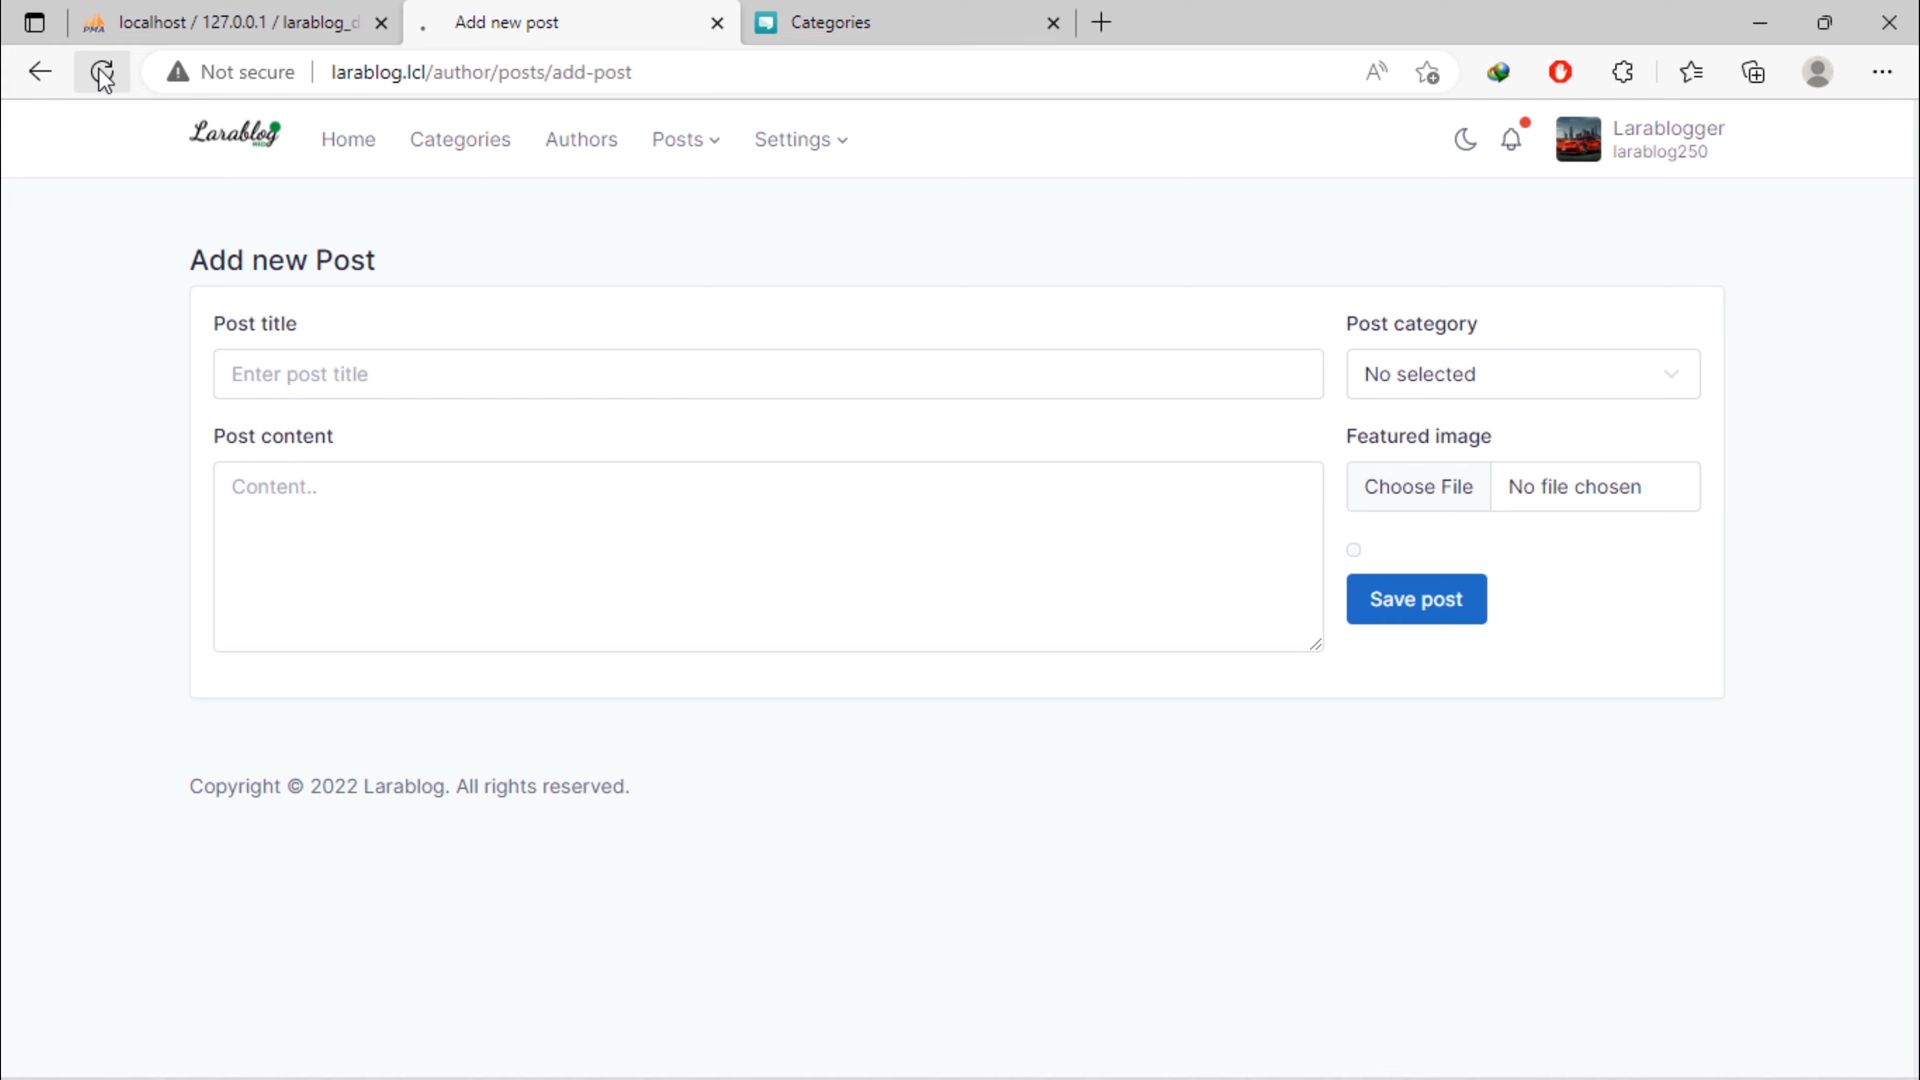 localhost / 127.0.0.1 / larablog_d
Add new post
Categories
Not secure
larablog.lcl/author/posts/add-post
Larablog
Home
Categories
Authors
Posts
Settings
Larablogger
larablog250
Add new Post
Post title
Post category
Enter post title
No selected
Post content
Featured image
Content..
Choose File
No file chosen
Save post
Copyright © 2022 Larablog. All rights reserved.